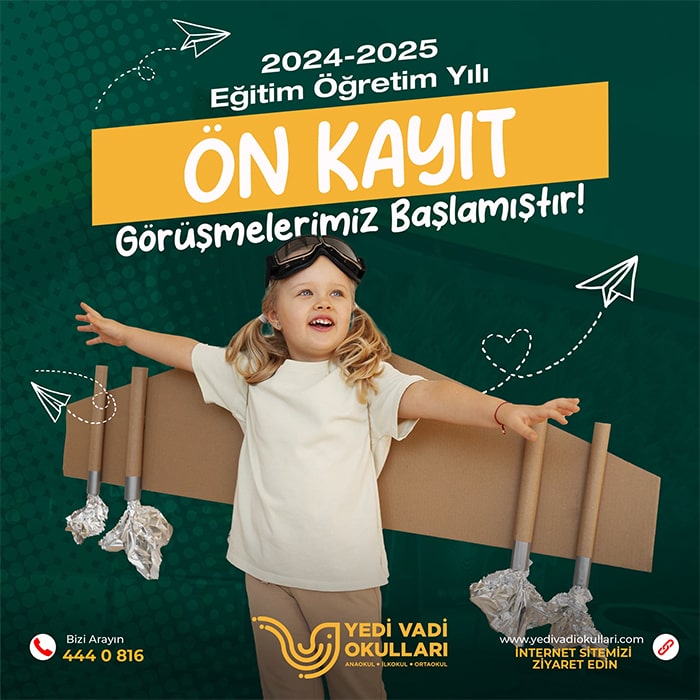 2024-2025
Eğitim Öğretim Yılı
ÖN KAYIT
Görüşmelerimiz Başlamıştır!
Bizi Arayın
444 0 816
YEDİ VADİ
OKULLARI
ANAOKUL • İLKOKUL • ORTAOKUL
www.yedivadiokullari.com
İNTERNET SİTEMİZİ
ZİYARET EDİN